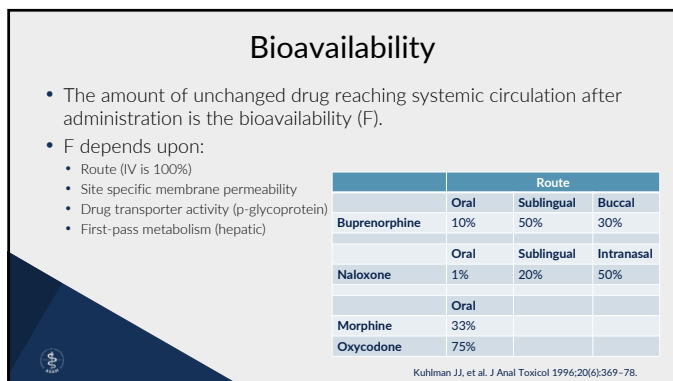 Bioavailability
• The amount of unchanged drug reaching systemic circulation after
administration is the bioavailability (F).
• F depends upon:
• Route (IV is 100%)
• Site specific membrane permeability
• Drug transporter activity (p-glycoprotein)
• First-pass metabolism (hepatic)
Route
Oral Sublingual Buccal
Buprenorphine 10% 50% 30%
Oral Sublingual Intranasal
Naloxone 1% 20% 50%
Oral
Morphine 33%
Oxycodone 75%
ASAM
Kuhlman JJ, et al. J Anal Toxicol 1996;20(6):369–78.